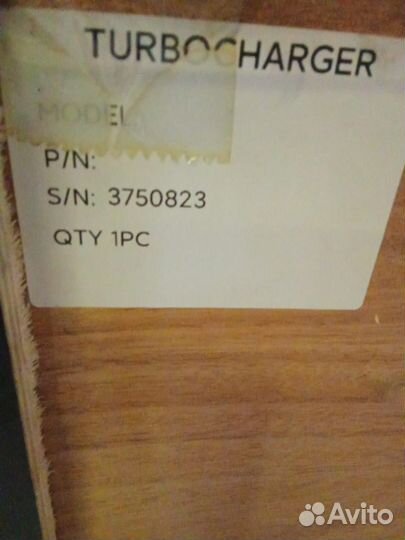 TURBOCHARGER
MODEL
P/N:
S/N: 3750823
QTY 1PC
Avito